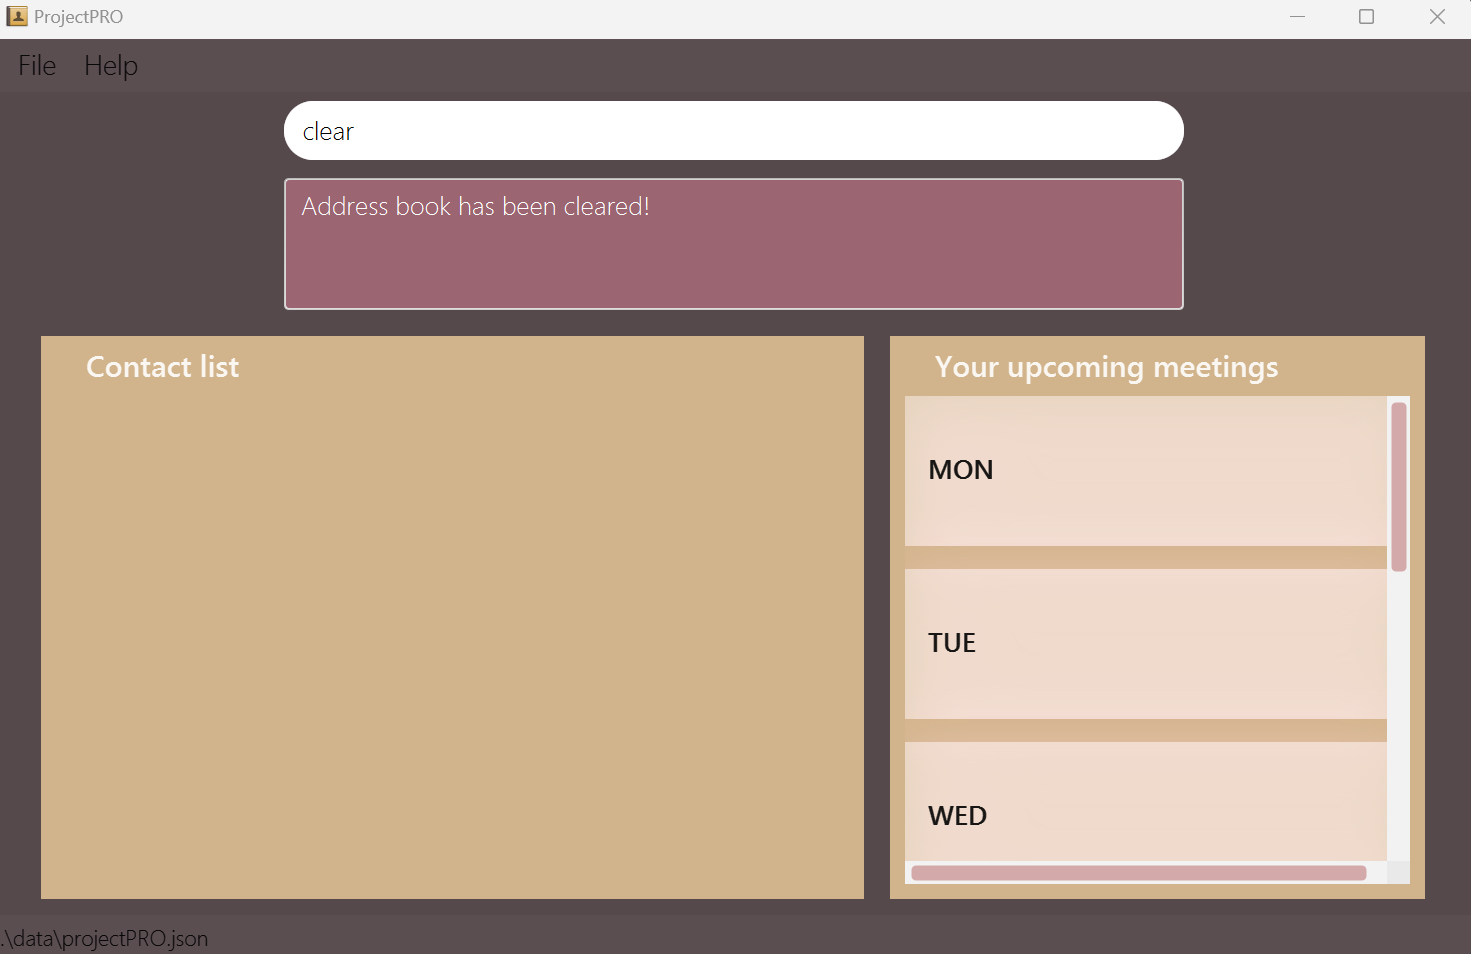 ProjectPRO
File Help
clear
Address book has been cleared!
Contact list
Your upcoming meetings
MON
TUE
WED
.\data\projectPRO.json